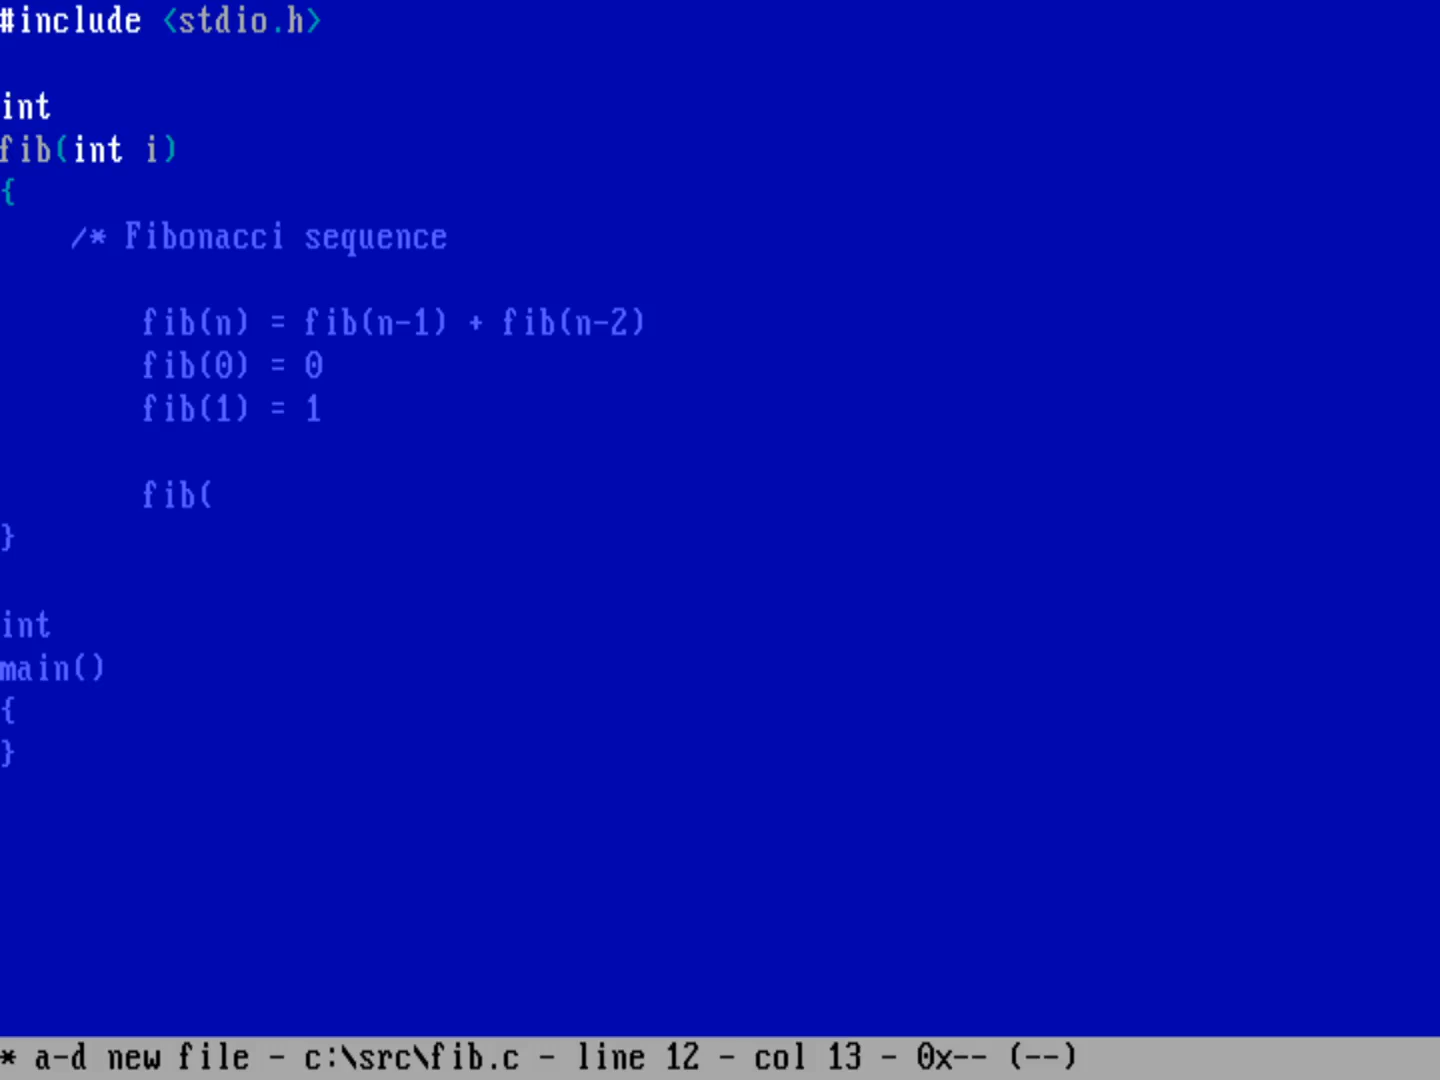 #include <stdio.h>
int
fib(int i)
{
/* Fibonacci sequence
fib(n) = fib(n-1) + fib(n-2)
fib(0) = 0
fib(1) = 1
fib(
}
int
main()
{
}
* a-d new file - c:\src\fib.c - line 12 - col 13 - 0x-- (--)